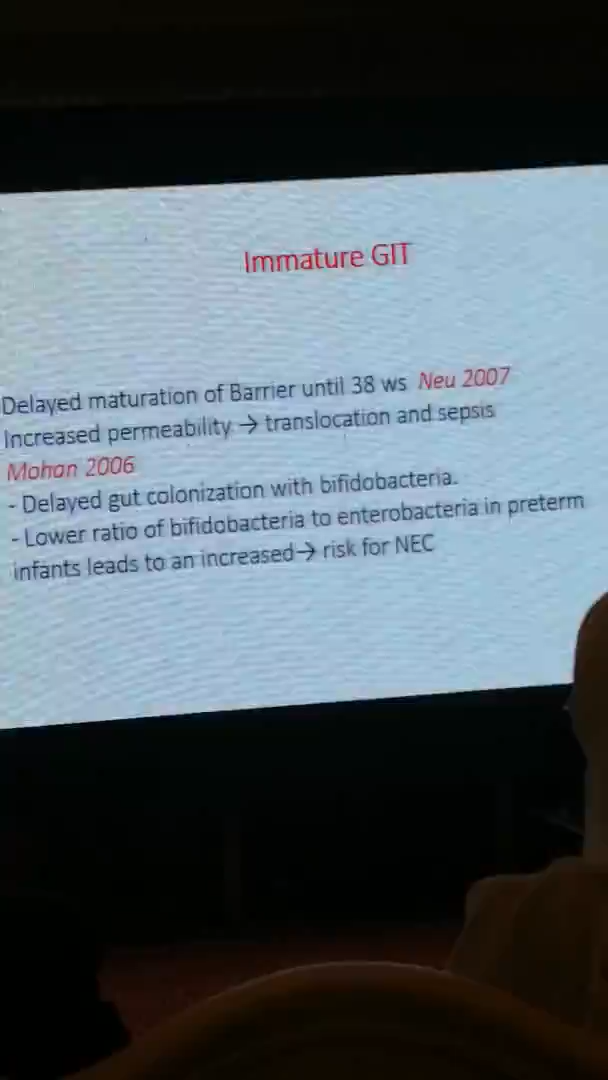 Immature GIT
Delayed maturation of Barrier until 38 ws Neu 2007
Increased permeability → translocation and sepsis
Mohan 2006
- Delayed gut colonization with bifidobacteria.
- Lower ratio of bifidobacteria to enterobacteria in preterm
infants leads to an increased→ risk for NEC